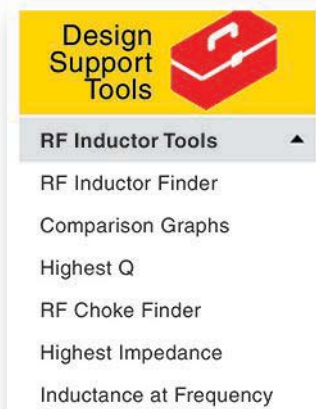 Design
Support
Tools
RF Inductor Tools
RF Inductor Finder
Comparison Graphs
Highest Q
RF Choke Finder
Highest Impedance
Inductance at Frequency